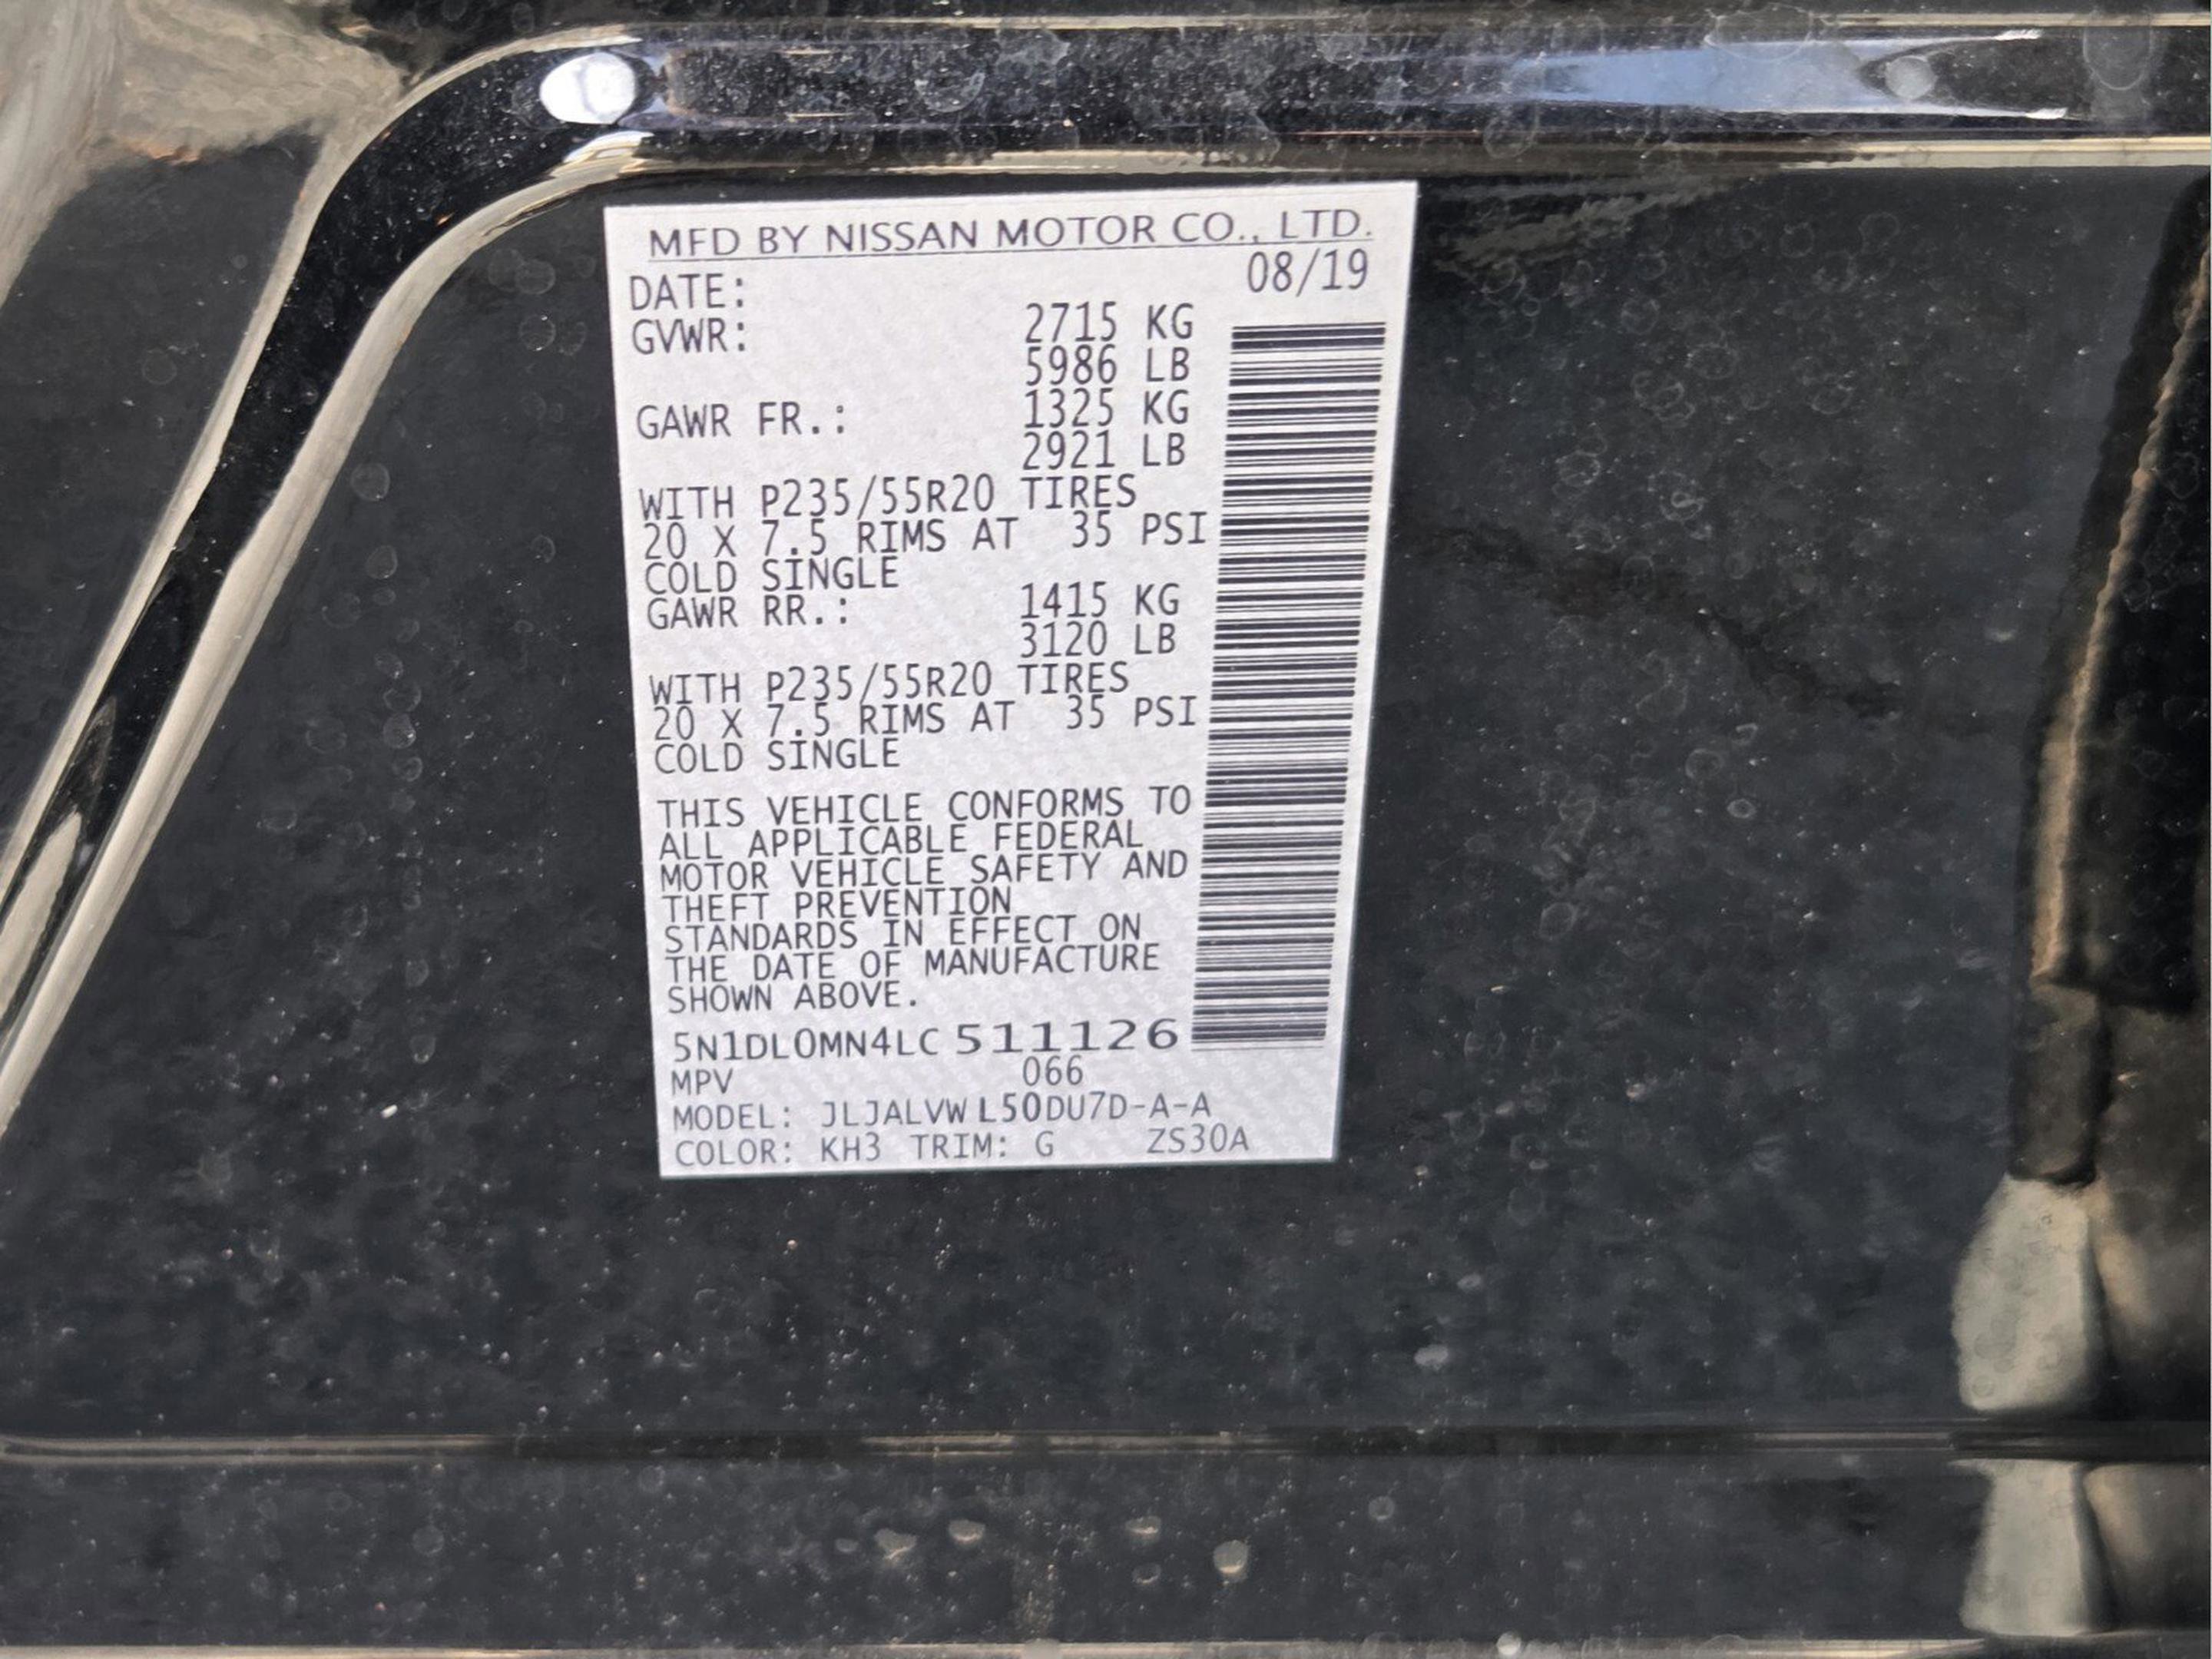 MFD BY NISSAN MOTOR CO., LTD.
DATE: 08/19
GVWR: 2715 KG
5986 LB
GAWR FR.: 1325 KG
2921 LB
WITH P235/55R20 TIRES
20 X 7.5 RIMS AT 35 PSI
COLD SINGLE
GAWR RR.: 1415 KG
3120 LB
WITH P235/55R20 TIRES
20 X 7.5 RIMS AT 35 PSI
COLD SINGLE
THIS VEHICLE CONFORMS TO
ALL APPLICABLE FEDERAL
MOTOR VEHICLE SAFETY AND
THEFT PREVENTION
STANDARDS IN EFFECT ON
THE DATE OF MANUFACTURE
SHOWN ABOVE.
5N1DL0MN4LC511126
MPV 066
MODEL: JLJALVWL50DU7D-A-A
COLOR: KH3 TRIM: G ZS30A